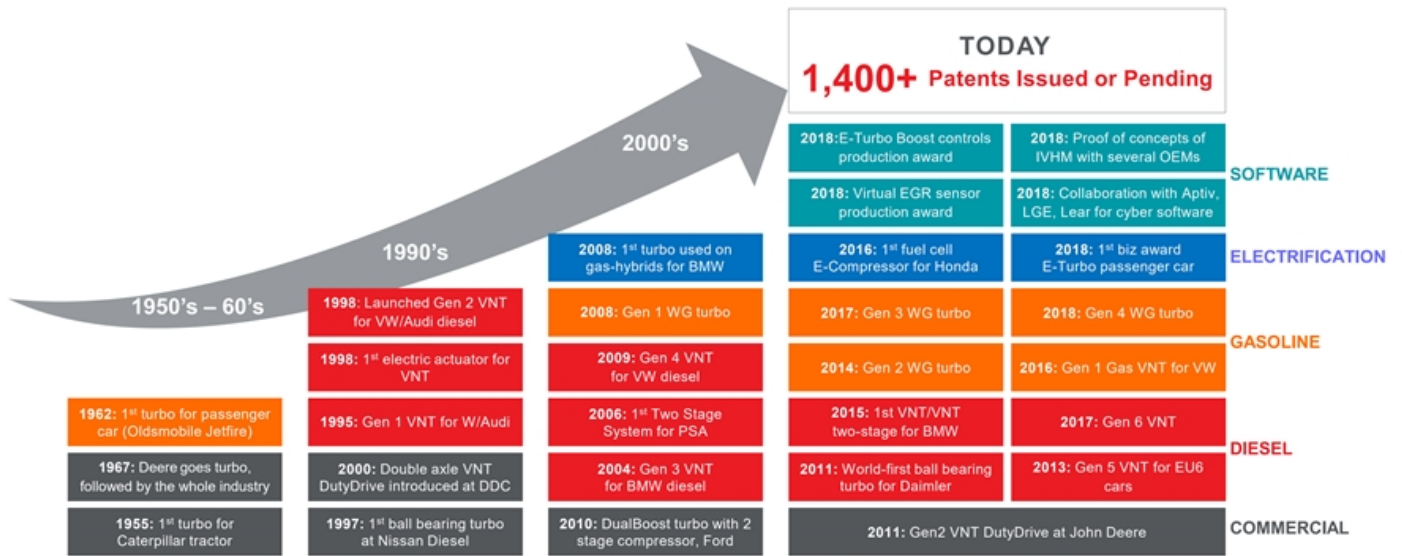 TODAY
1,400+ Patents Issued or Pending
2000's
1990's
1950's – 60's
2018:E-Turbo Boost controls
production award
2018: Proof of concepts of
IVHM with several OEMs
SOFTWARE
2018: Virtual EGR sensor
production award
2018: Collaboration with Aptiv,
LGE, Lear for cyber software
2008: 1st turbo used on
gas-hybrids for BMW
2016: 1st fuel cell
E-Compressor for Honda
2018: 1st biz award
E-Turbo passenger car
ELECTRIFICATION
1998: Launched Gen 2 VNT
for VW/Audi diesel
2008: Gen 1 WG turbo
2017: Gen 3 WG turbo
2018: Gen 4 WG turbo
GASOLINE
1998: 1st electric actuator for
VNT
2009: Gen 4 VNT
for VW diesel
2014: Gen 2 WG turbo
2016: Gen 1 Gas VNT for VW
1962: 1st turbo for passenger
car (Oldsmobile Jetfire)
1995: Gen 1 VNT for W/Audi
2006: 1st Two Stage
System for PSA
2015: 1st VNT/VNT
two-stage for BMW
2017: Gen 6 VNT
DIESEL
1967: Deere goes turbo,
followed by the whole industry
2000: Double axle VNT
DutyDrive introduced at DDC
2004: Gen 3 VNT
for BMW diesel
2011: World-first ball bearing
turbo for Daimler
2013: Gen 5 VNT for EU6
cars
1955: 1st turbo for
Caterpillar tractor
1997: 1st ball bearing turbo
at Nissan Diesel
2010: DualBoost turbo with 2
stage compressor, Ford
2011: Gen2 VNT DutyDrive at John Deere
COMMERCIAL